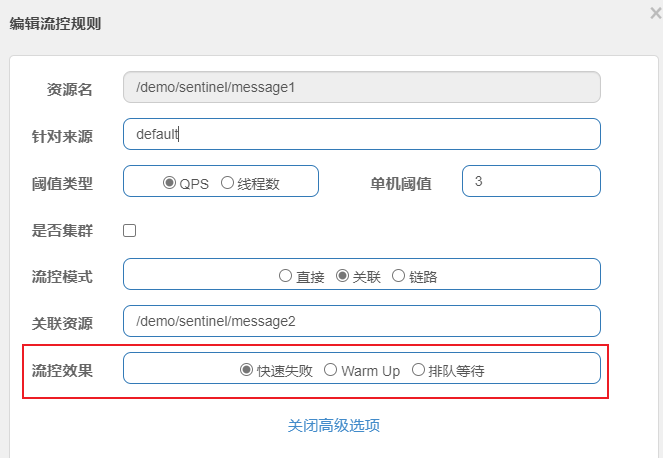 编辑流控规则
×
资源名 /demo/sentinel/message1
针对来源 default
阈值类型 QPS 线程数 单机阈值 3
是否集群
流控模式 直接 关联 链路
关联资源 /demo/sentinel/message2
流控效果 快速失败 Warm Up 排队等待
关闭高级选项